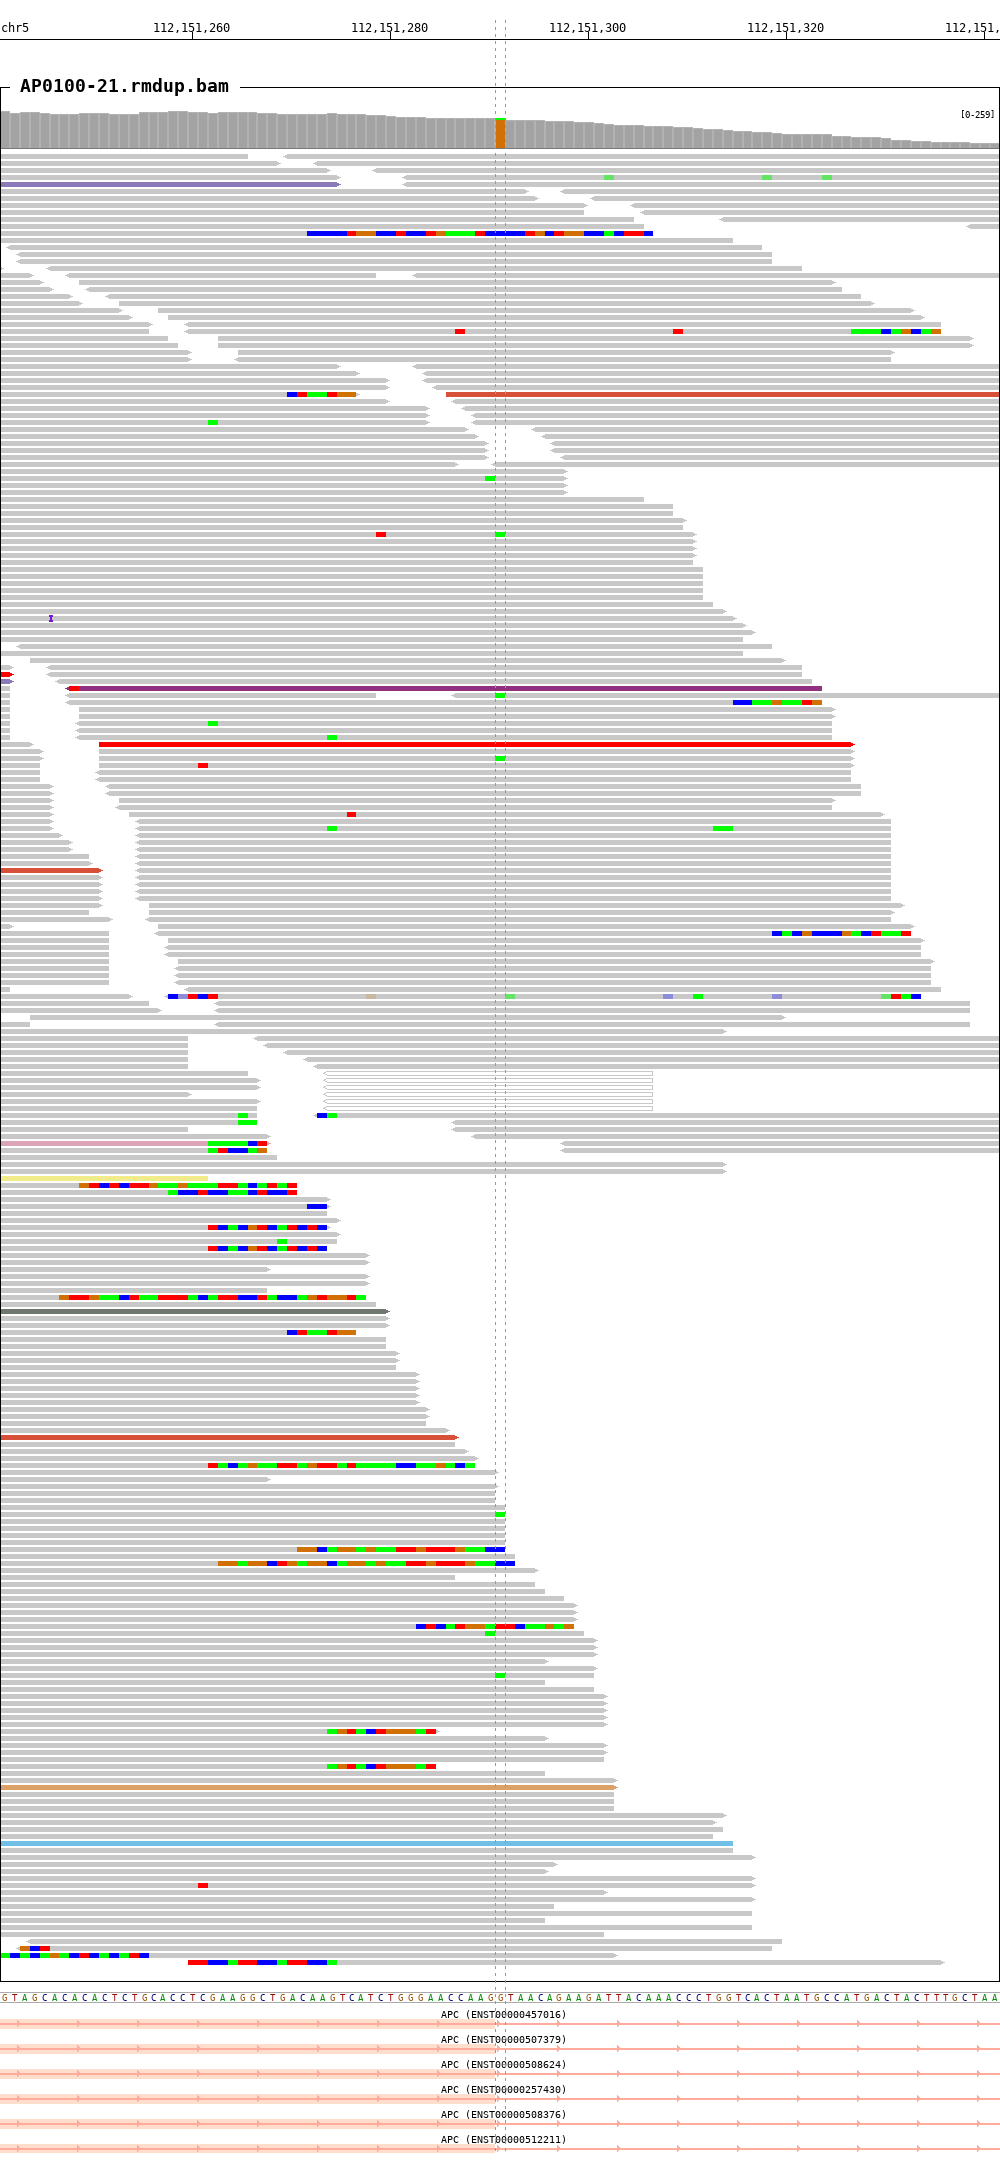 chr5 112,151,260 112,151,280 112,151,300 112,151,320 112,151,
AP0100-21.rmdup.bam
[0-259]
GTAGCACACACTCTGCACCTCGAAGGCTGACAAGTCATCTGGGAACCAAGGTAACAGAAGATTACAAACCCTGGTCACTAATGCCATGACTACTTTGCTAA
APC (ENST00000457016)
APC (ENST00000507379)
APC (ENST00000508624)
APC (ENST00000257430)
APC (ENST00000508376)
APC (ENST00000512211)